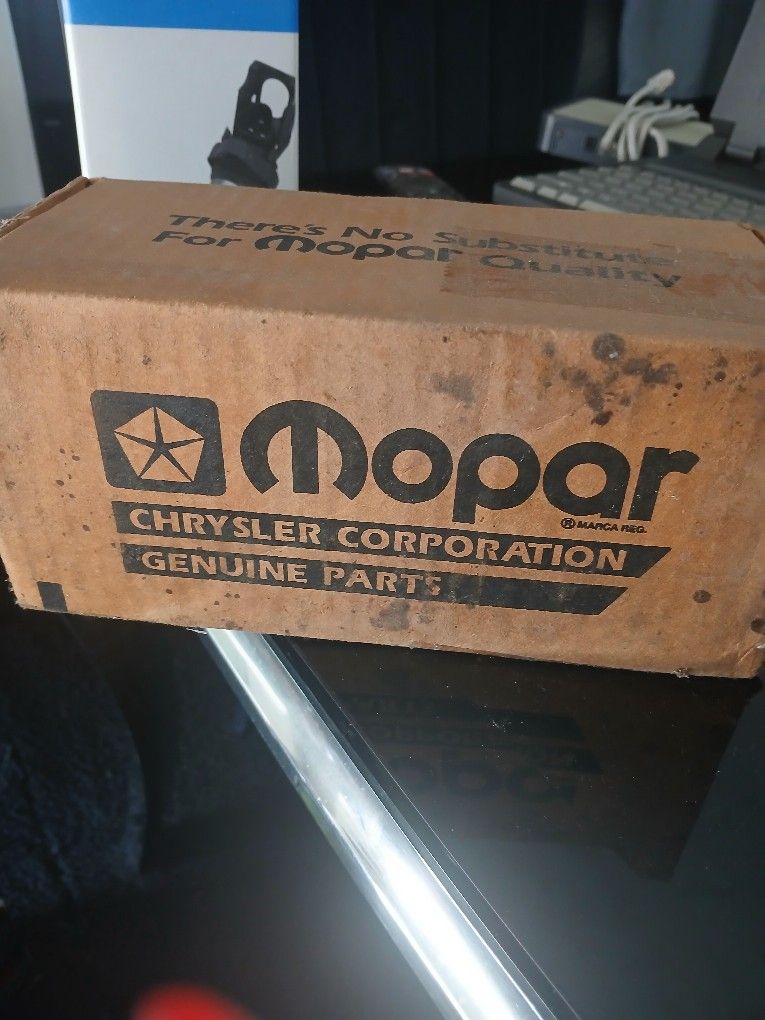 There's No Substitute
For Mopar Quality
Mopar
® MARCA REG.
CHRYSLER CORPORATION
GENUINE PARTS